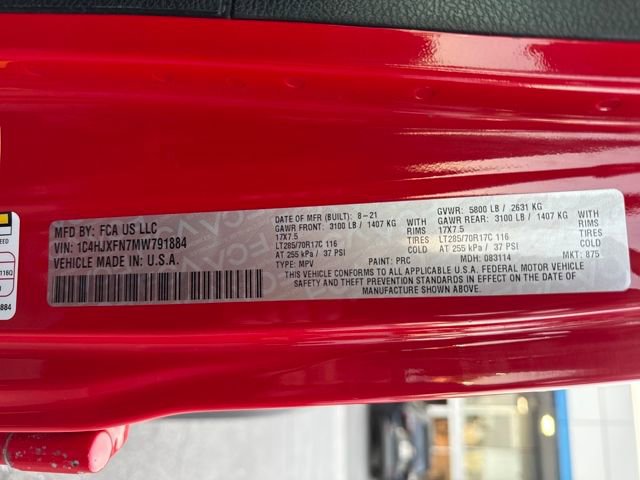 MFD BY: FCA US LLC
VIN: 1C4HJXFN7MW791884
VEHICLE MADE IN: U.S.A.
DATE OF MFR (BUILT): 8-21
GAWR FRONT: 3100 LB / 1407 KG WITH
17X7.5 RIMS
LT285/70R17C 116 TIRES
AT 255 kPa / 37 PSI COLD
TYPE: MPV
PAINT: PRC
GVWR: 5800 LB / 2631 KG
GAWR REAR: 3100 LB / 1407 KG WITH
17X7.5 RIMS
LT285/70R17C 116 TIRES
AT 255 kPa / 37 PSI COLD
MDH: 083114
MKT: 875
THIS VEHICLE CONFORMS TO ALL APPLICABLE U.S.A. FEDERAL MOTOR VEHICLE
SAFETY AND THEFT PREVENTION STANDARDS IN EFFECT ON THE DATE OF
MANUFACTURE SHOWN ABOVE.
116Q
884